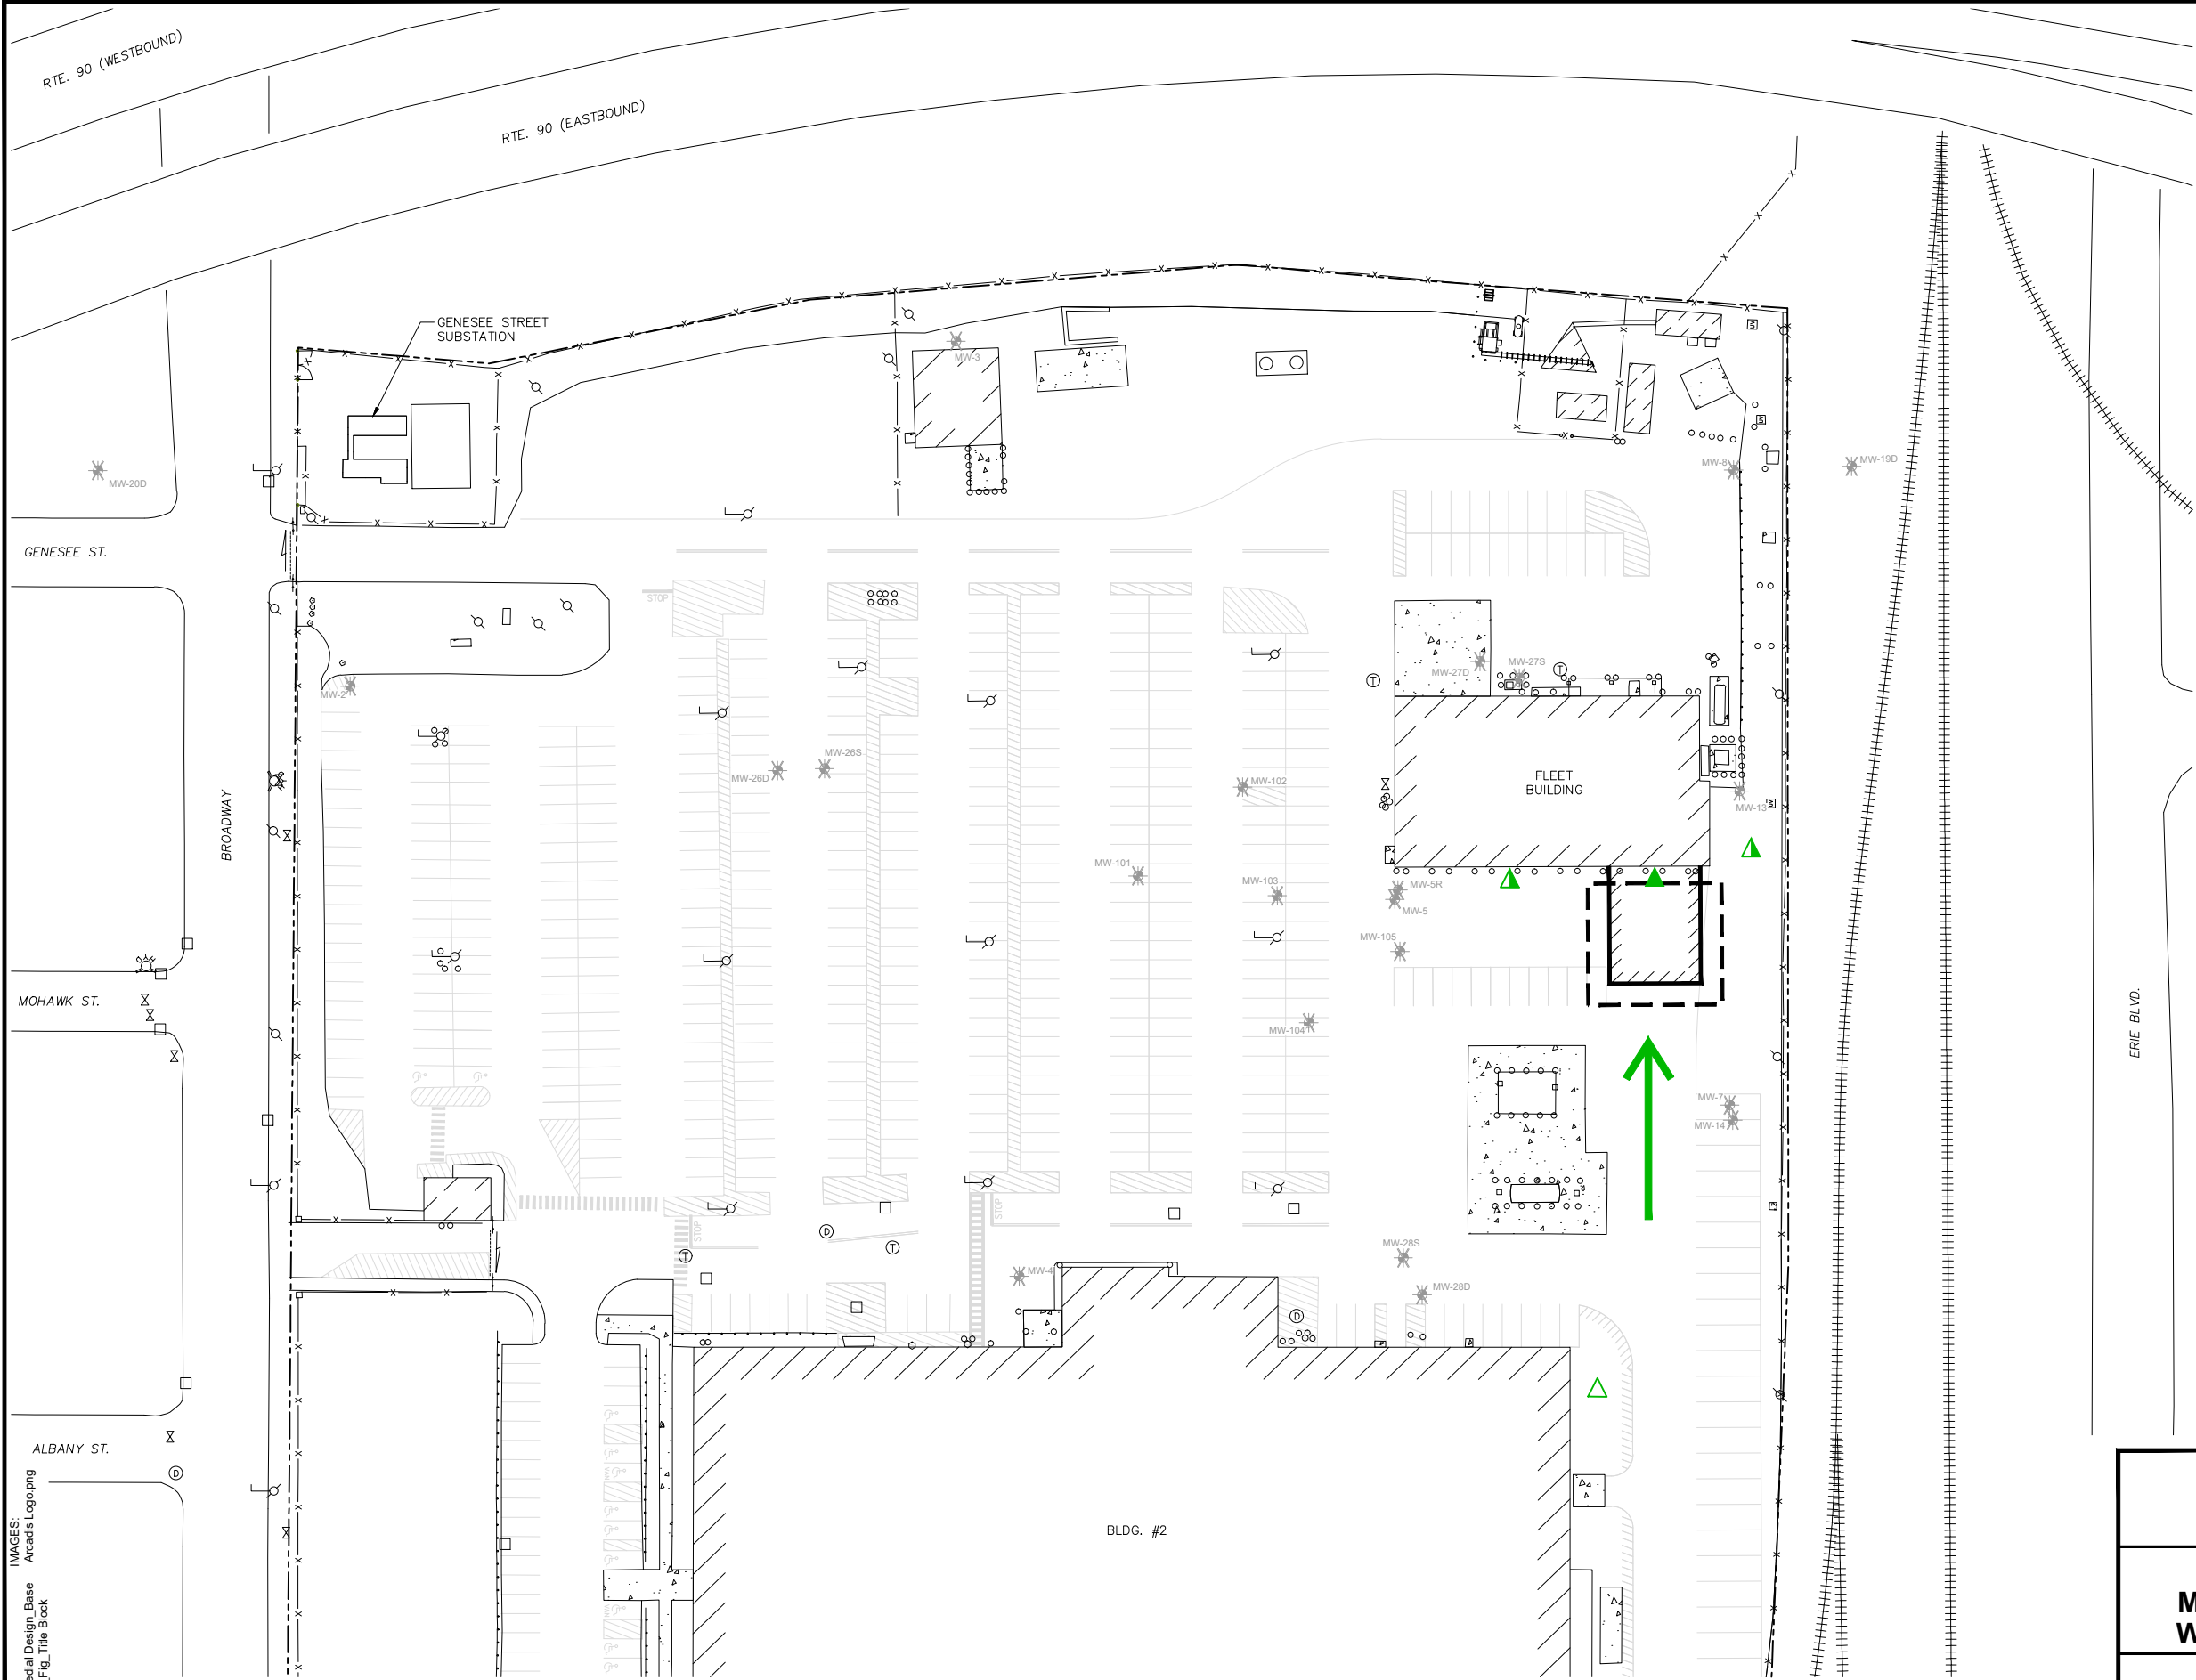 RTE. 90 (WESTBOUND)
RTE. 90 (EASTBOUND)
GENESEE STREET
SUBSTATION
MW-3
MW-8
MW-19D
MW-20D
GENESEE ST.
STOP
MW-27D
MW-27S
T
T
MW-2
MW-26D
MW-26S
MW-102
FLEET
BUILDING
MW-13
BROADWAY
MW-101
MW-103
MW-5R
MW-5
MW-105
MOHAWK ST.
MW-104
ERIE BLVD.
MW-7
MW-14
STOP
STOP
D
T
T
MW-28S
MW-4
MW-28D
D
ALBANY ST.
D
BLDG. #2
IMAGES:
Arcadis Logo.png
edial Design_Base
_Fig_Title Block
M
W